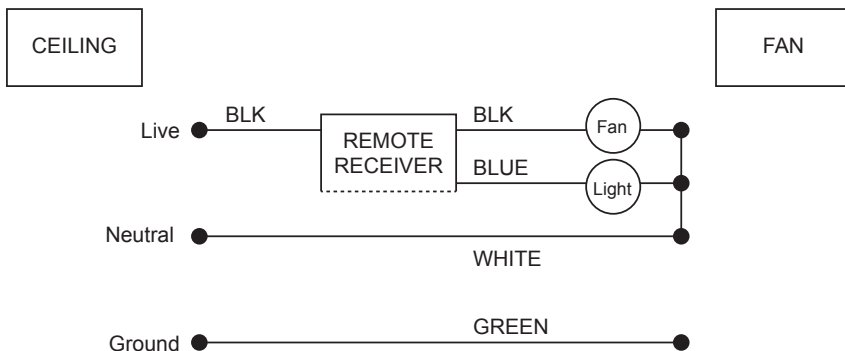 CEILING
FAN
Live
BLK
REMOTE
RECEIVER
BLK
Fan
BLUE
Light
Neutral
WHITE
Ground
GREEN